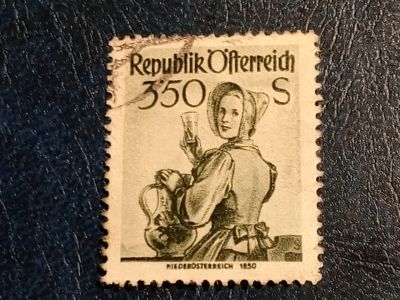 Republik Österreich
350 S
NIEDERÖSTERREICH 1850